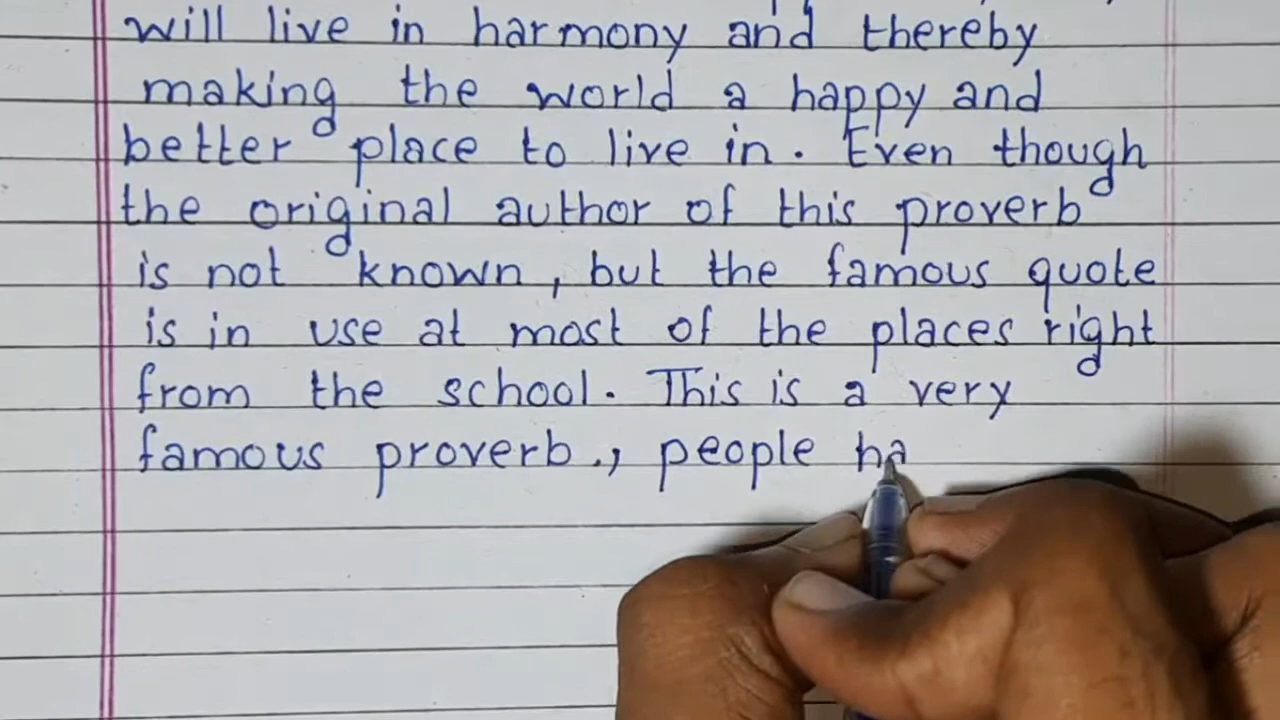 will live in harmony and thereby
making the world a happy and
better place to live in. Even though
the original author of this proverb
is not known, but the famous quote
is in use at most of the places right
from the school. This is a very
famous proverb., people ha